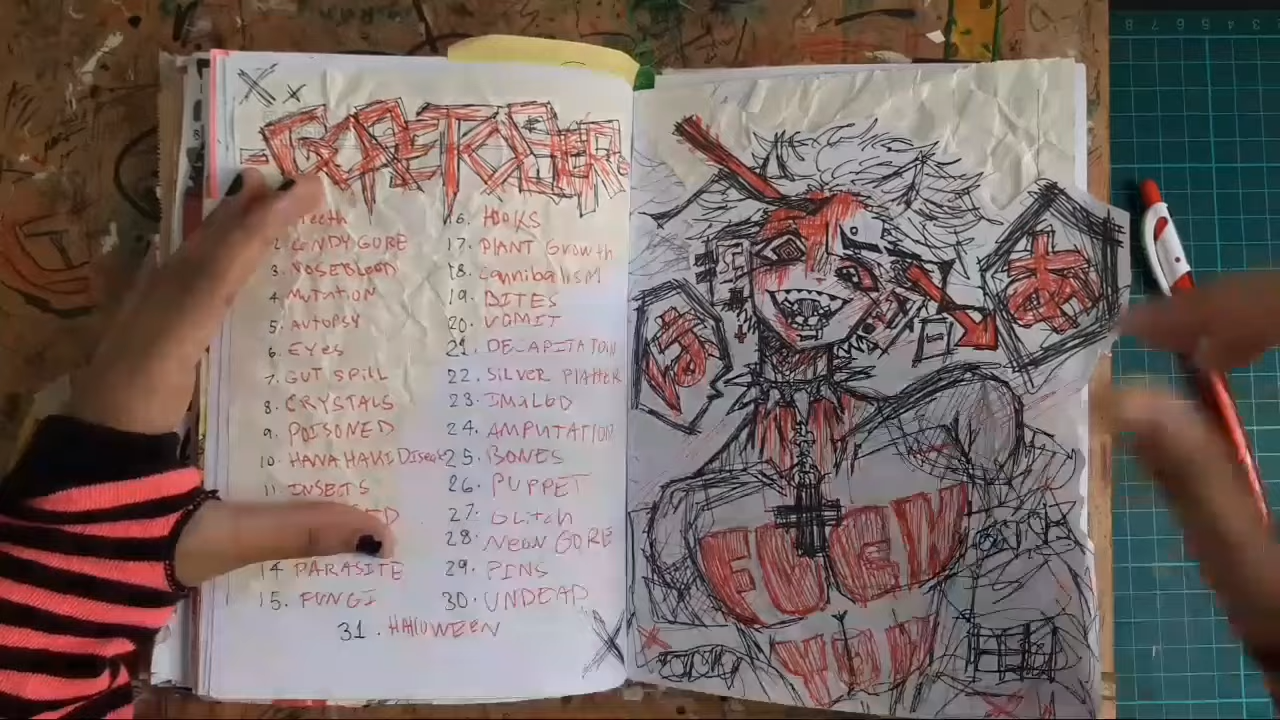 GORETOBER
Teeth
2. CANDY GORE
3. NOSEBLOOD
4. MUTATION
5. AUTOPSY
6. EYES
7. GUT SPILL
8. CRYSTALS
9. POISONED
10. HANAHAKI Disease
11. INSECTS
14. PARASITE
15. FUNGI
16. HOOKS
17. PLANT GROWTH
18. CANNIBALISM
19. BITES
20. VOMIT
21. DECAPITATION
22. SILVER PLATTER
23. IMPALED
24. AMPUTATION
25. BONES
26. PUPPET
27. GLITCH
28. NEON GORE
29. PINS
30. UNDEAD
31. HALLOWEEN
YOU